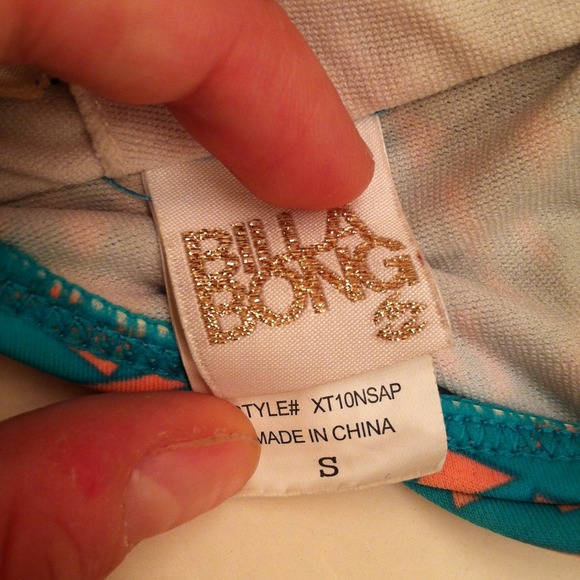 BILLA
BONG
STYLE# XT10NSAP
MADE IN CHINA
S